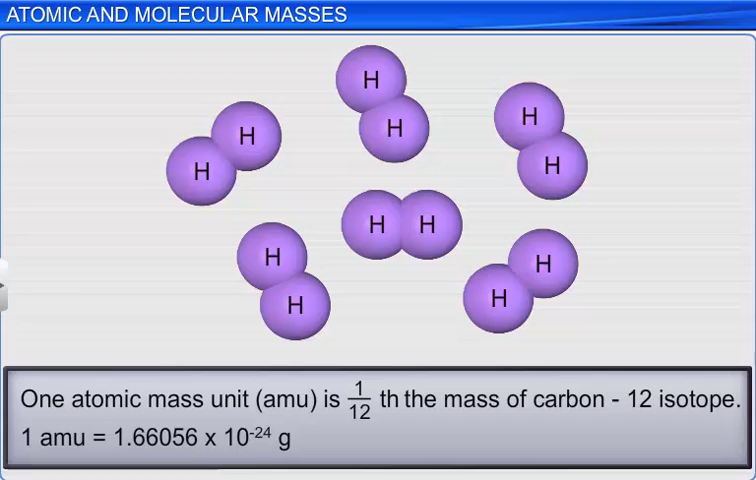 ATOMIC AND MOLECULAR MASSES
H
H
H
H
H
H
H
H
H
H
H
H
One atomic mass unit (amu) is 1/12 th the mass of carbon - 12 isotope.
1 amu = 1.66056 x 10⁻²⁴ g